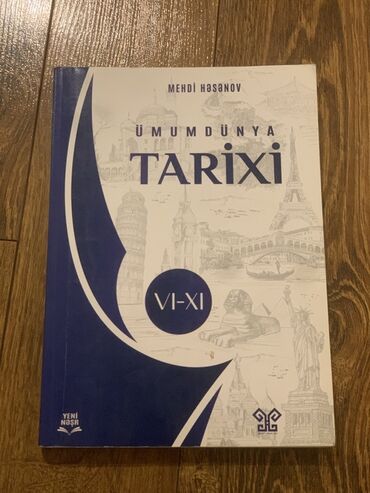 MEHDİ HƏSƏNOV
ÜMUMDÜNYA
TARİXİ
VI-XI
YENİ
NƏŞR